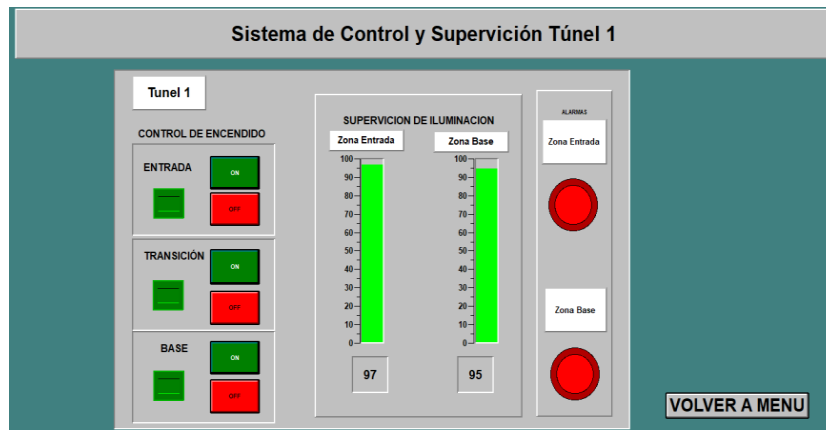 Sistema de Control y Supervición Túnel 1
Tunel 1
CONTROL DE ENCENDIDO
ENTRADA
ON
OFF
TRANSICIÓN
ON
OFF
BASE
ON
OFF
SUPERVICION DE ILUMINACION
Zona Entrada
Zona Base
100
90
80
70
60
50
40
30
20
10
0
97
100
90
80
70
60
50
40
30
20
10
0
95
ALARMAS
Zona Entrada
Zona Base
VOLVER A MENU